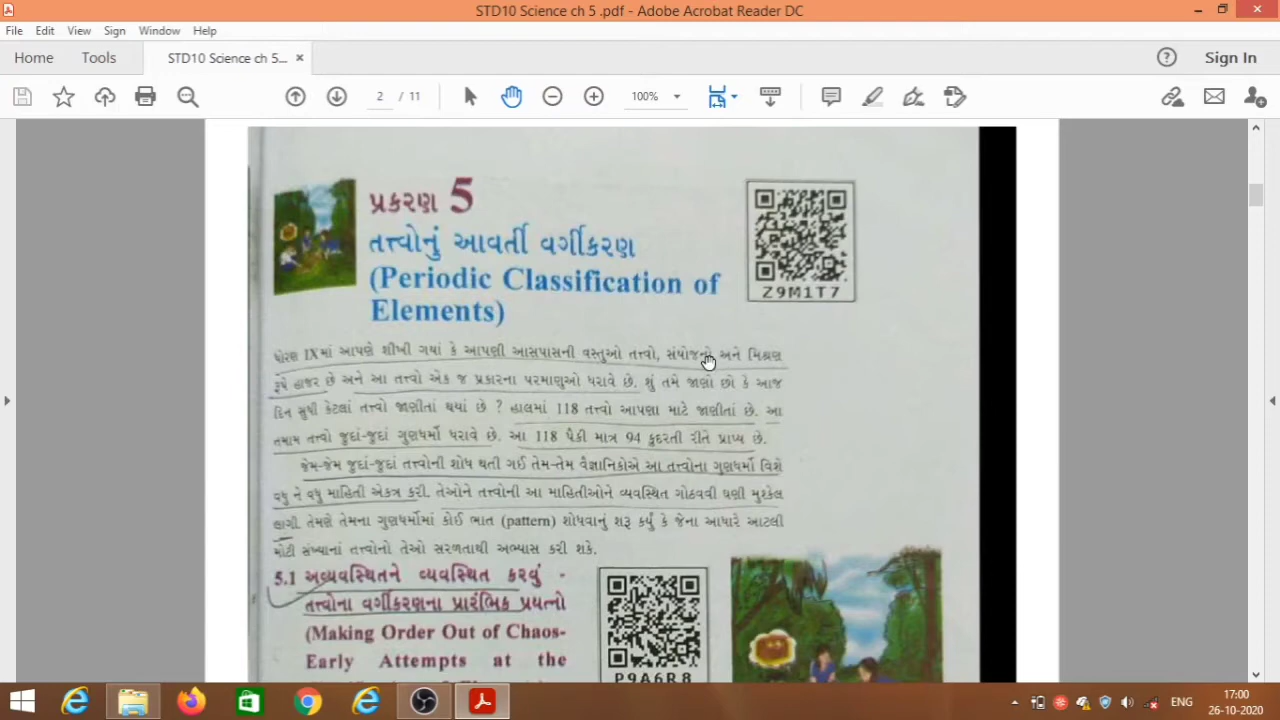 STD10 Science ch 5 .pdf - Adobe Acrobat Reader DC
File Edit View Sign Window Help
Home Tools STD10 Science ch 5... × Sign In
2 / 11 100%
પ્રકરણ 5
તત્ત્વોનું આવર્તી વર્ગીકરણ
(Periodic Classification of
Elements)
Z9M1T7
ધોરણ IXમાં આપણે શીખી ગયાં કે આપણી આસપાસની વસ્તુઓ તત્ત્વો, સંયોજનો અને મિશ્રણ
રૂપે હાજર છે અને આ તત્ત્વો એક જ પ્રકારના પરમાણુઓ ધરાવે છે. શું તમે જાણો છો કે આજ
દિન સુધી કેટલાં તત્ત્વો જાણીતાં થયાં છે ? હાલમાં 118 તત્ત્વો આપણા માટે જાણીતાં છે. આ
તમામ તત્ત્વો જુદાં-જુદાં ગુણધર્મો ધરાવે છે. આ 118 પૈકી માત્ર 94 કુદરતી રીતે પ્રાપ્ય છે.
જેમ-જેમ જુદાં-જુદાં તત્ત્વોની શોધ થતી ગઈ તેમ-તેમ વૈજ્ઞાનિકોએ આ તત્ત્વોના ગુણધર્મો વિશે
વધુ ને વધુ માહિતી એકત્ર કરી. તેઓને તત્ત્વોની આ માહિતીઓને વ્યવસ્થિત ગોઠવવી ઘણી મુશ્કેલ
લાગી. તેમણે તેમના ગુણધર્મોમાં કોઈ ભાત (pattern) શોધવાનું શરૂ કર્યું કે જેના આધારે આટલી
મોટી સંખ્યાનાં તત્ત્વોનો તેઓ સરળતાથી અભ્યાસ કરી શકે.
5.1 અવ્યવસ્થિતને વ્યવસ્થિત કરવું -
તત્ત્વોના વર્ગીકરણના પ્રારંભિક પ્રયત્નો
(Making Order Out of Chaos-
Early Attempts at the
P9A6R8
ENG 17:00
26-10-2020